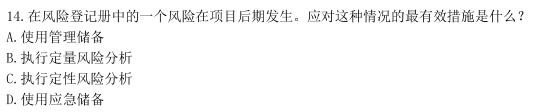 14. 在风险登记册中的一个风险在项目后期发生。应对这种情况的最有效措施是什么?
A. 使用管理储备
B. 执行定量风险分析
C. 执行定性风险分析
D. 使用应急储备